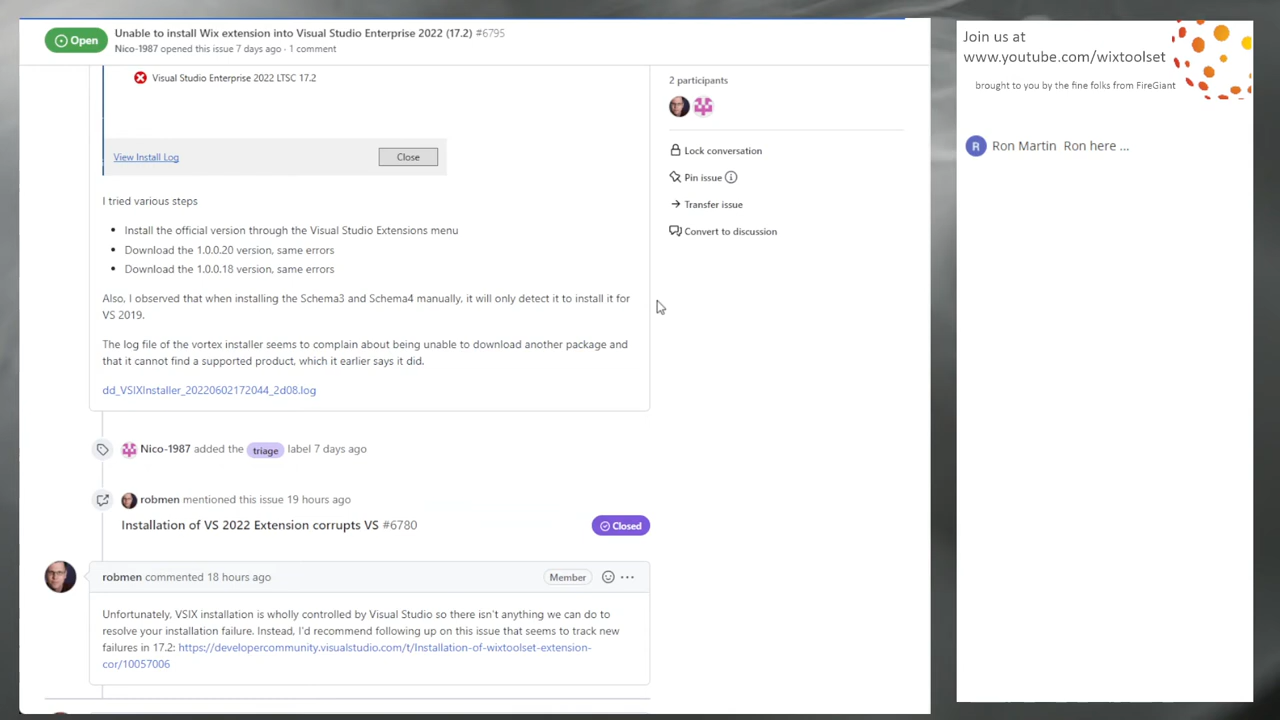 Open
Unable to install Wix extension into Visual Studio Enterprise 2022 (17.2) #6795
Nico-1987 opened this issue 7 days ago · 1 comment
Visual Studio Enterprise 2022 LTSC 17.2
View Install Log
Close
I tried various steps
• Install the official version through the Visual Studio Extensions menu
• Download the 1.0.0.20 version, same errors
• Download the 1.0.0.18 version, same errors
Also, I observed that when installing the Schema3 and Schema4 manually, it will only detect it to install it for
VS 2019.
The log file of the vortex installer seems to complain about being unable to download another package and
that it cannot find a supported product, which it earlier says it did.
dd_VSIXInstaller_20220602172044_2d08.log
Nico-1987 added the triage label 7 days ago
robmen mentioned this issue 19 hours ago
Installation of VS 2022 Extension corrupts VS #6780
Closed
robmen commented 18 hours ago
Member
Unfortunately, VSIX installation is wholly controlled by Visual Studio so there isn't anything we can do to
resolve your installation failure. Instead, I'd recommend following up on this issue that seems to track new
failures in 17.2: https://developercommunity.visualstudio.com/t/Installation-of-wixtoolset-extension-
cor/10057006
2 participants
Lock conversation
Pin issue
Transfer issue
Convert to discussion
Join us at
www.youtube.com/wixtoolset
brought to you by the fine folks from FireGiant
R Ron Martin Ron here ...